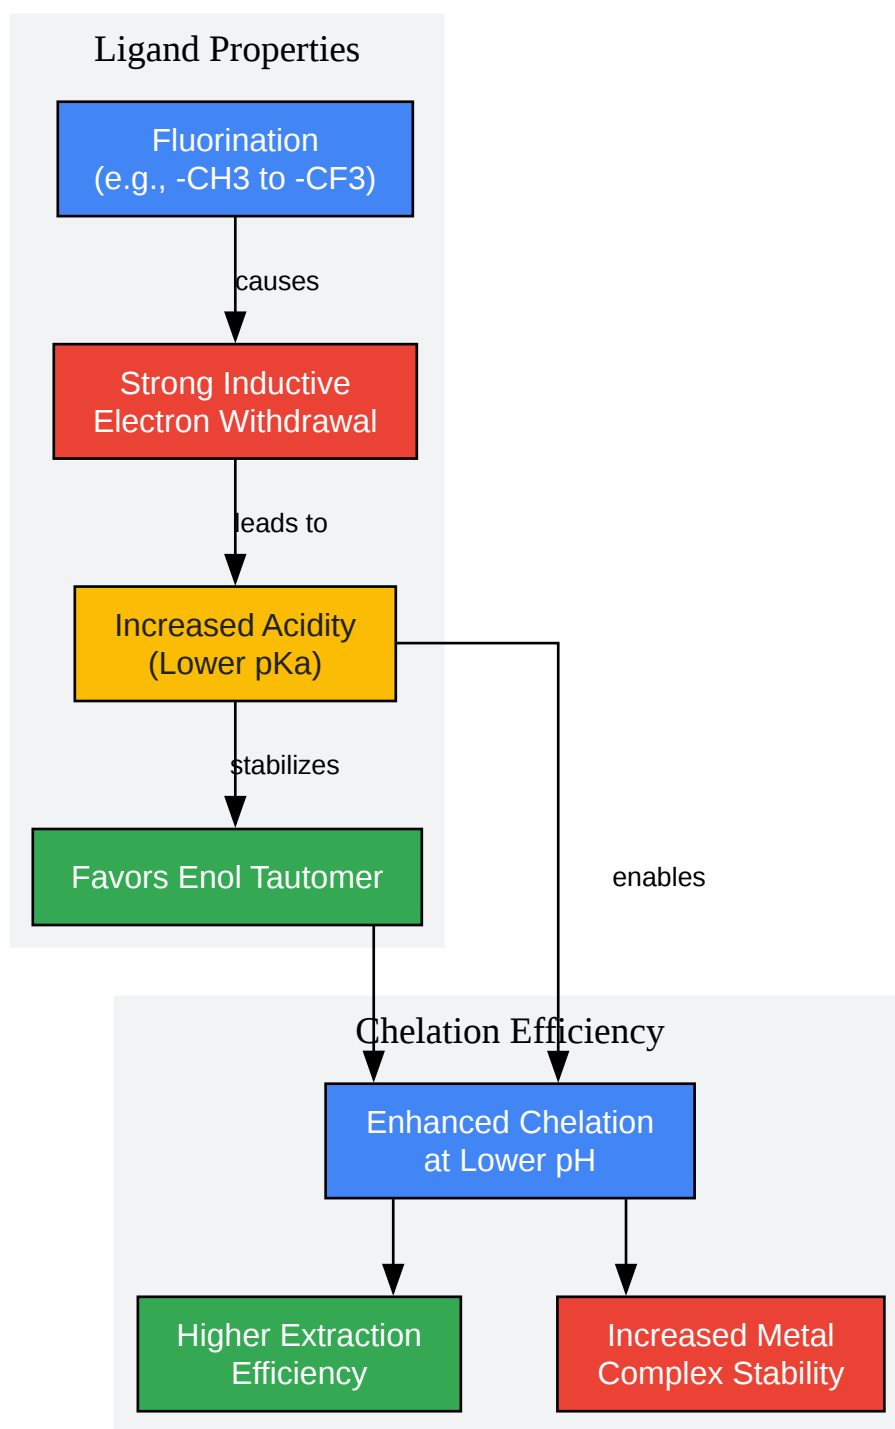 Ligand Properties
Fluorination
(e.g., -CH3 to -CF3)
causes
Strong Inductive
Electron Withdrawal
leads to
Increased Acidity
(Lower pKa)
stabilizes
Favors Enol Tautomer
enables
Chelation Efficiency
Enhanced Chelation
at Lower pH
Higher Extraction
Efficiency
Increased Metal
Complex Stability